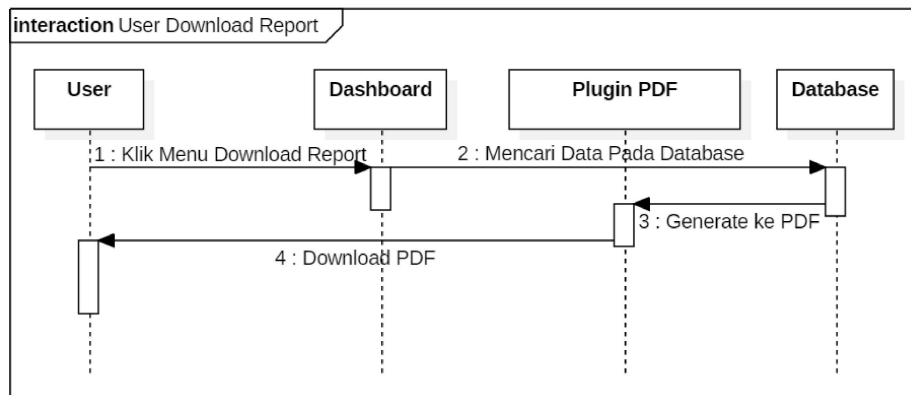 interaction User Download Report
User
Dashboard
Plugin PDF
Database
1 : Klik Menu Download Report
2 : Mencari Data Pada Database
3 : Generate ke PDF
4 : Download PDF